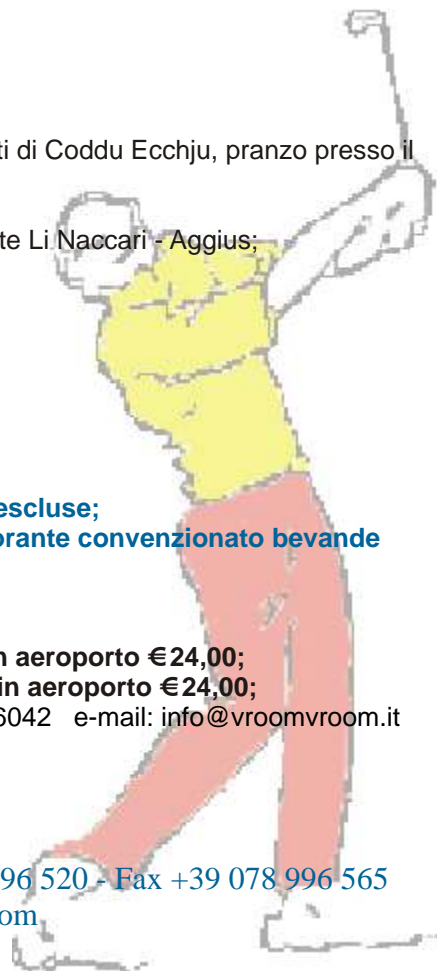 ti di Coddu Ecchju, pranzo presso il
te Li Naccari - Aggius;
escluse;
orante convenzionato bevande
n aeroporto €24,00;
in aeroporto €24,00;
6042 e-mail: info@vroomvroom.it
96 520 - Fax +39 078 996 565
om